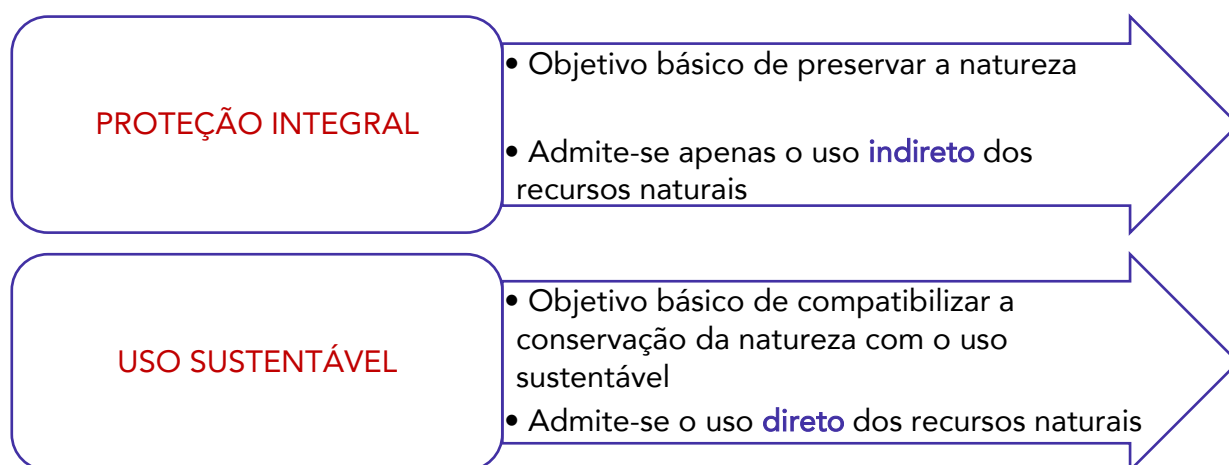 PROTEÇÃO INTEGRAL
• Objetivo básico de preservar a natureza
• Admite-se apenas o uso indireto dos
recursos naturais
USO SUSTENTÁVEL
• Objetivo básico de compatibilizar a
conservação da natureza com o uso
sustentável
• Admite-se o uso direto dos recursos naturais